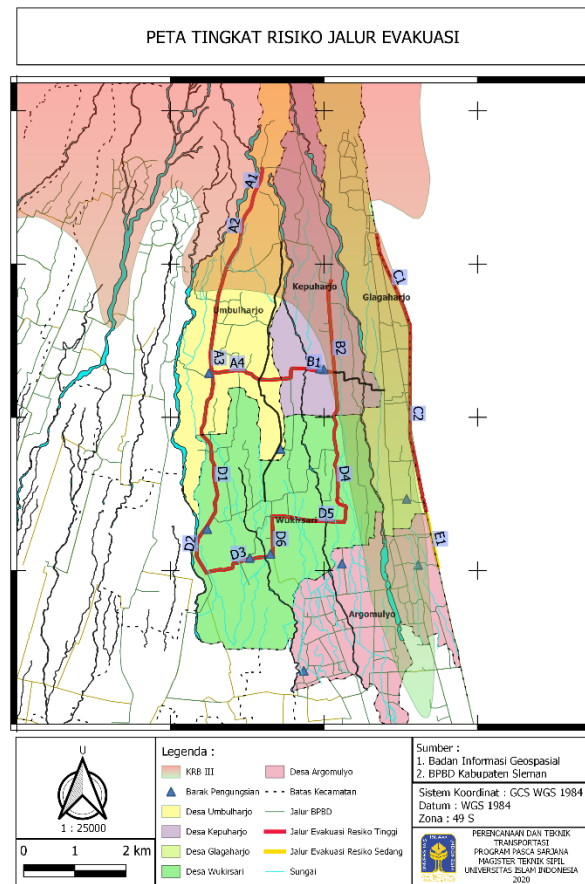 PETA TINGKAT RISIKO JALUR EVAKUASI
A1
A2
Kepuharjo
C1
Glagaharjo
Umbulharjo
B2
A3
A4
B1
C2
D1
D4
Wukirsari
D5
D2
D3
D6
E1
Argomulyo
U
1 : 25000
0 1 2 km
Legenda :
KRB III
Barak Pengungsian
Desa Umbulharjo
Desa Kepuharjo
Desa Glagaharjo
Desa Wukirsari
Desa Argomulyo
Batas Kecamatan
Jalur BPBD
Jalur Evakuasi Resiko Tinggi
Jalur Evakuasi Resiko Sedang
Sungai
Sumber :
1. Badan Informasi Geospasial
2. BPBD Kabupaten Sleman
Sistem Koordinat : GCS WGS 1984
Datum : WGS 1984
Zona : 49 S
ISLAM
UNIVERSITAS
INDONESIA
PERENCANAAN DAN TEKNIK
TRANSPORTASI
PROGRAM PASCA SARJANA
MAGISTER TEKNIK SIPIL
UNIVERSITAS ISLAM INDONESIA
2020